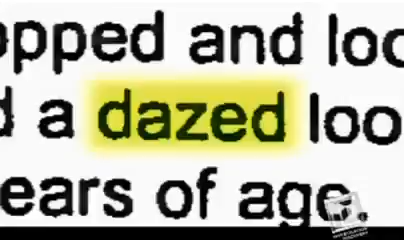 opped and loo
d a dazed loo
ears of age.